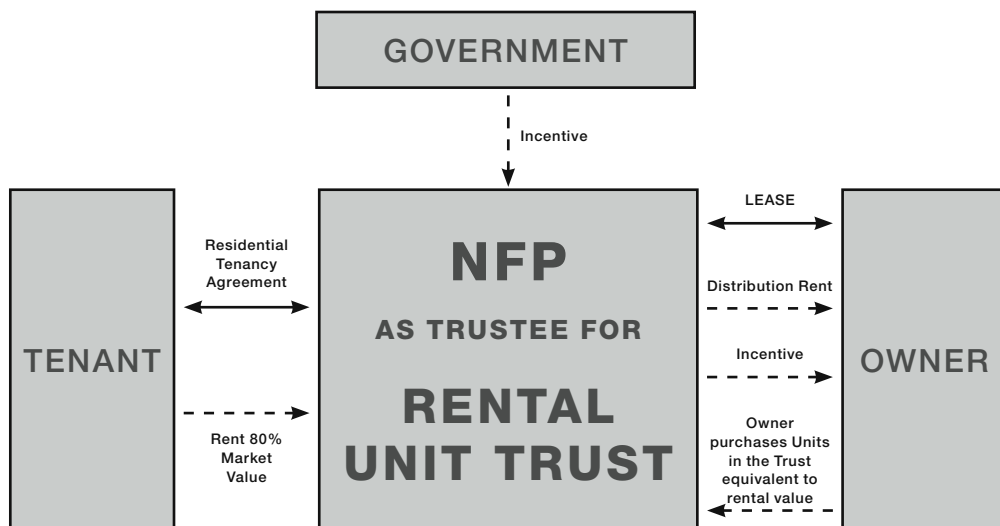 GOVERNMENT
Incentive
TENANT
Residential
Tenancy
Agreement
Rent 80%
Market
Value
NFP
AS TRUSTEE FOR
RENTAL
UNIT TRUST
LEASE
Distribution Rent
Incentive
Owner
purchases Units
in the Trust
equivalent to
rental value
OWNER